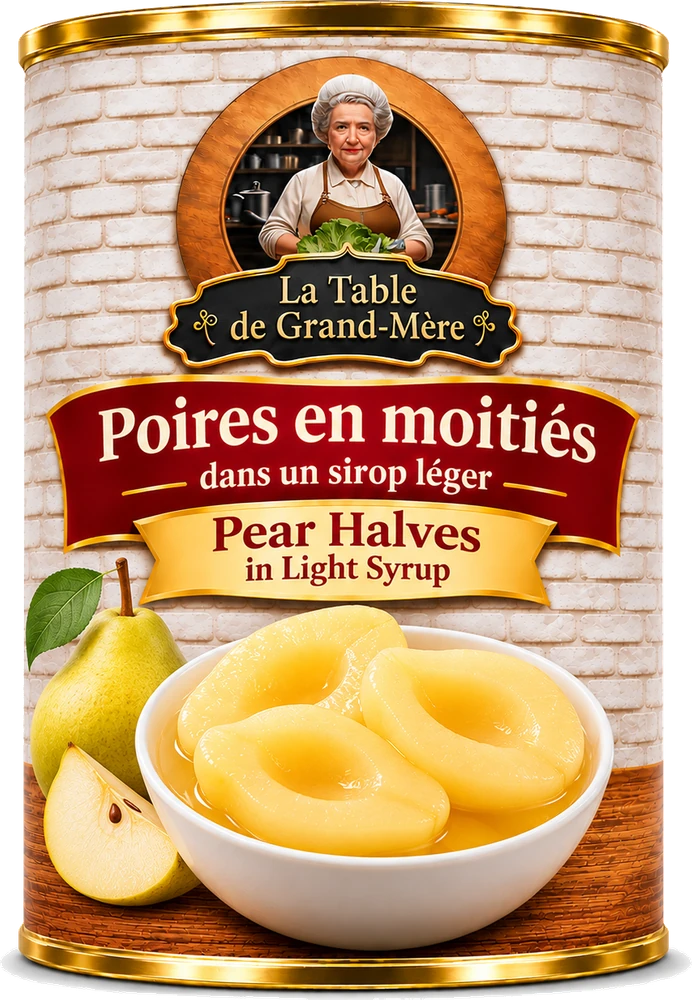 La Table
de Grand-Mère
Poires en moitiés
dans un sirop léger
Pear Halves
in Light Syrup